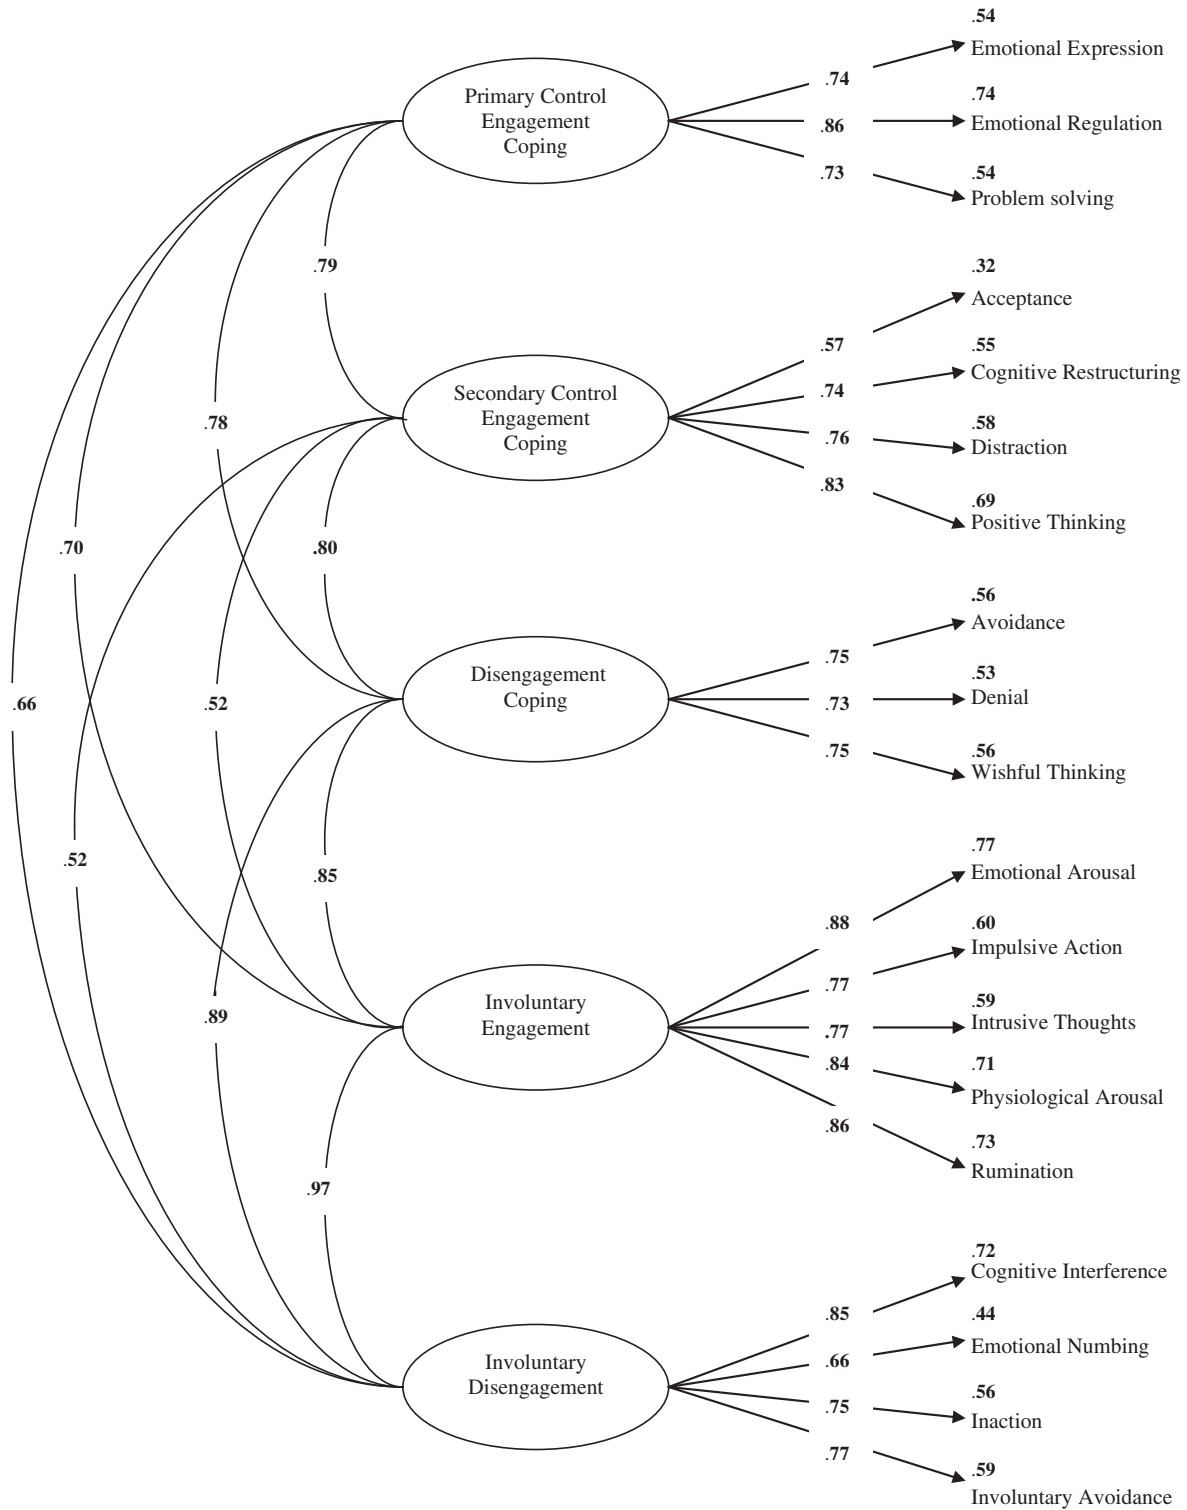 .54
Emotional Expression
.74
Primary Control
Engagement
Coping
.74
Emotional Regulation
.86
.73
.54
Problem solving
.79
.32
Acceptance
.57
.55
Cognitive Restructuring
.74
Secondary Control
Engagement
Coping
.78
.76
.58
Distraction
.83
.69
Positive Thinking
.70
.80
.56
Avoidance
.75
Disengagement
Coping
.53
Denial
.66
.52
.73
.75
.56
Wishful Thinking
.77
Emotional Arousal
.52
.85
.88
.60
Impulsive Action
.77
Involuntary
Engagement
.59
Intrusive Thoughts
.89
.77
.84
.71
Physiological Arousal
.86
.73
Rumination
.97
.72
Cognitive Interference
.85
.44
Emotional Numbing
.66
Involuntary
Disengagement
.75
.56
Inaction
.77
.59
Involuntary Avoidance